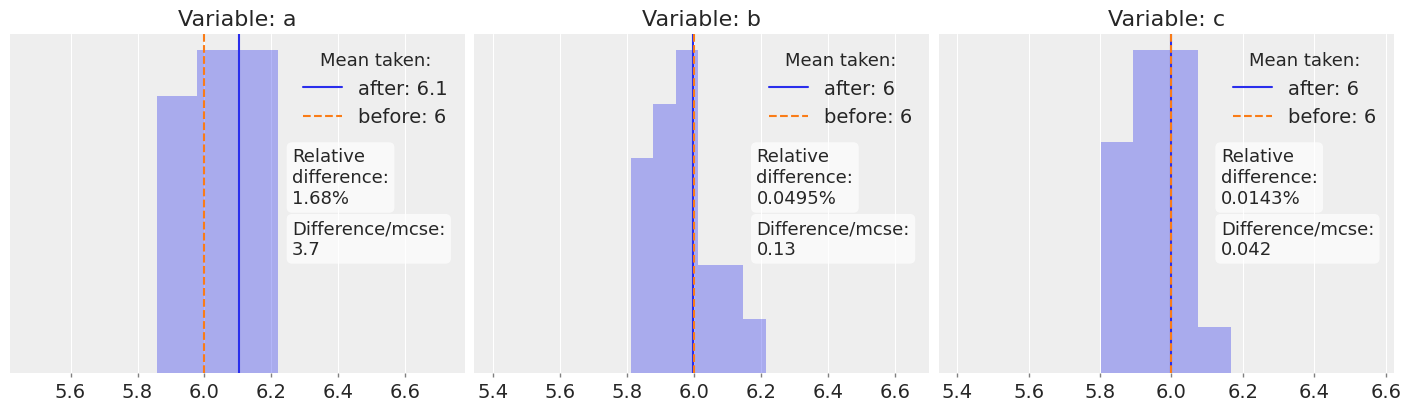 Variable: a
Mean taken:
after: 6.1
before: 6
Relative
difference:
1.68%
Difference/mcse:
3.7
5.6 5.8 6.0 6.2 6.4 6.6
Variable: b
Mean taken:
after: 6
before: 6
Relative
difference:
0.0495%
Difference/mcse:
0.13
5.4 5.6 5.8 6.0 6.2 6.4 6.6
Variable: c
Mean taken:
after: 6
before: 6
Relative
difference:
0.0143%
Difference/mcse:
0.042
5.4 5.6 5.8 6.0 6.2 6.4 6.6